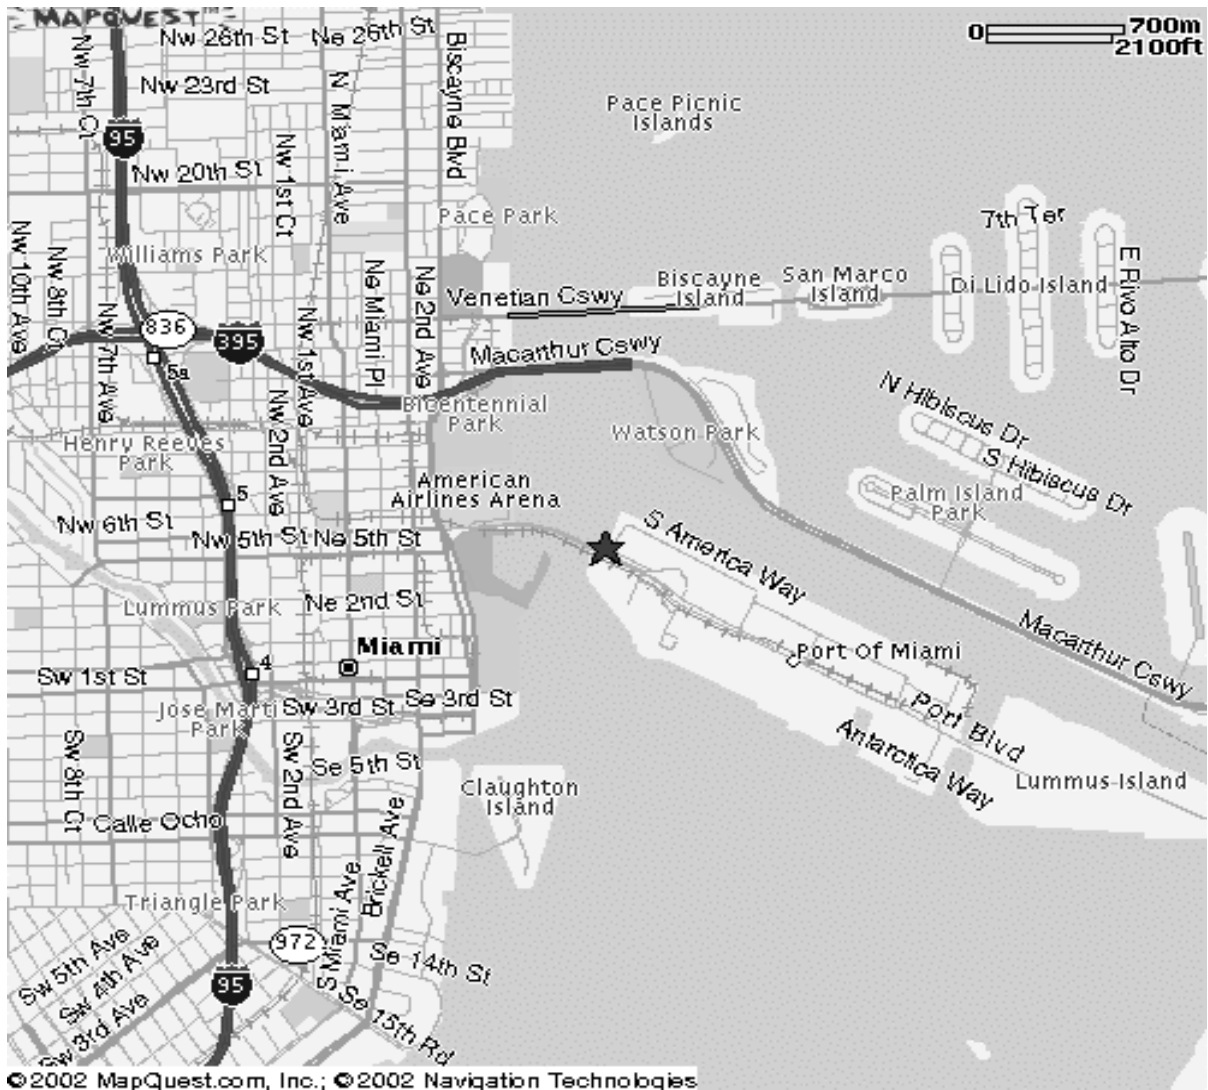 MAPQUEST™
0 700m
2100ft
Nw 26th St
Ne 26th St
Nw 7th Ct
Nw 23rd St
N Miami Ave
Biscayne Blvd
Pace Picnic
Islands
95
Nw 1st Ct
Nw 20th St
Pace Park
7th Ter
Nw 10th Ave
Nw 8th Ct
Williams Park
Ne Miami Pl
Ne 2nd Ave
Biscayne
Island
San Marco
Island
Di Lido Island
E Rivo Alto Dr
Venetian Cswy
Nw 7th Ave
836
395
Nw 1st Ave
Macarthur Cswy
5a
Nw 2nd Ave
Bicentennial
Park
N Hibiscus Dr
Henry Reeves
Park
Watson Park
S Hibiscus Dr
American
Airlines Arena
Palm Island
Park
5
Nw 6th St
Nw 5th St
Ne 5th St
S America Way
Lummus Park
Ne 2nd St
Macarthur Cswy
Miami
4
Port Of Miami
Sw 1st St
Jose Marti
Park
Sw 3rd St
Se 3rd St
Port Blvd
Antarctica Way
Sw 8th Ct
Sw 2nd Ave
Se 5th St
Claughton
Island
Lummus Island
Calle Ocho
Brickell Ave
S Miami Ave
Triangle Park
972
Se 14th St
Sw 5th Ave
Sw 4th Ave
Sw 3rd Ave
95
Se 15th Rd
©2002 MapQuest.com, Inc.; ©2002 Navigation Technologies